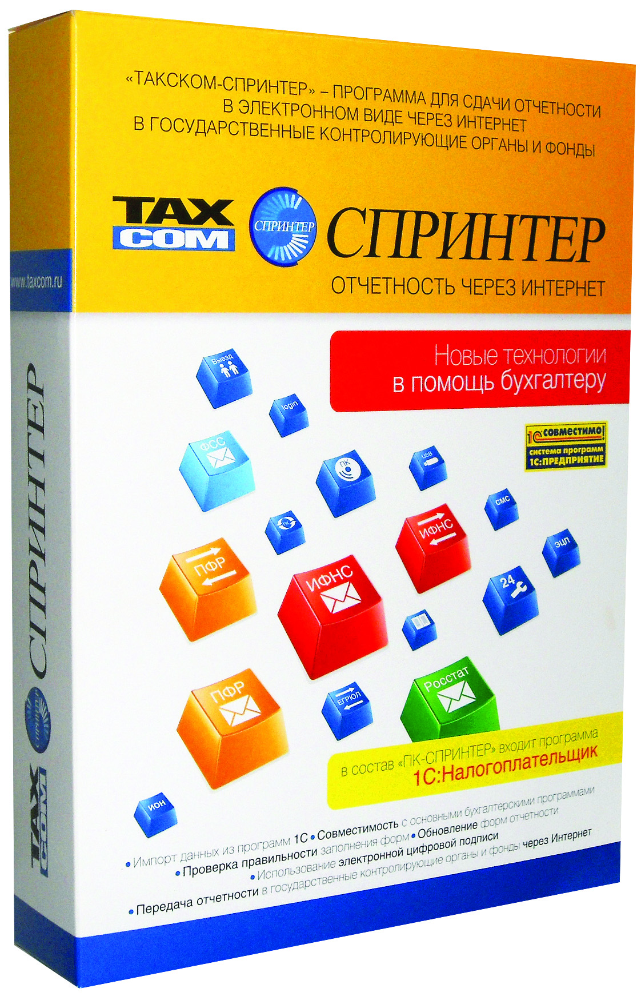 «ТАКСКОМ-СПРИНТЕР» – ПРОГРАММА ДЛЯ СДАЧИ ОТЧЕТНОСТИ
В ЭЛЕКТРОННОМ ВИДЕ ЧЕРЕЗ ИНТЕРНЕТ
В ГОСУДАРСТВЕННЫЕ КОНТРОЛИРУЮЩИЕ ОРГАНЫ И ФОНДЫ
TAX
COM
СПРИНТЕР
СПРИНТЕР
ОТЧЕТНОСТЬ ЧЕРЕЗ ИНТЕРНЕТ
www.taxcom.ru
Новые технологии
в помощь бухгалтеру
1С СОВМЕСТИМО!
система программ
1С:ПРЕДПРИЯТИЕ
Выезд
login
ФСС
ПК
USB
СМС
ИФНС
ПФР
ЭЦП
ИФНС
24
ПФР
ЕГРЮЛ
Росстат
ИОН
в состав «ПК-СПРИНТЕР» входит программа
1С:Налогоплательщик
• Импорт данных из программ 1С • Совместимость с основными бухгалтерскими программами
• Проверка правильности заполнения форм • Обновление форм отчетности
• Использование электронной цифровой подписи
• Передача отчетности в государственные контролирующие органы и фонды через Интернет
СПРИНТЕР
СПРИНТЕР
TAX
COM